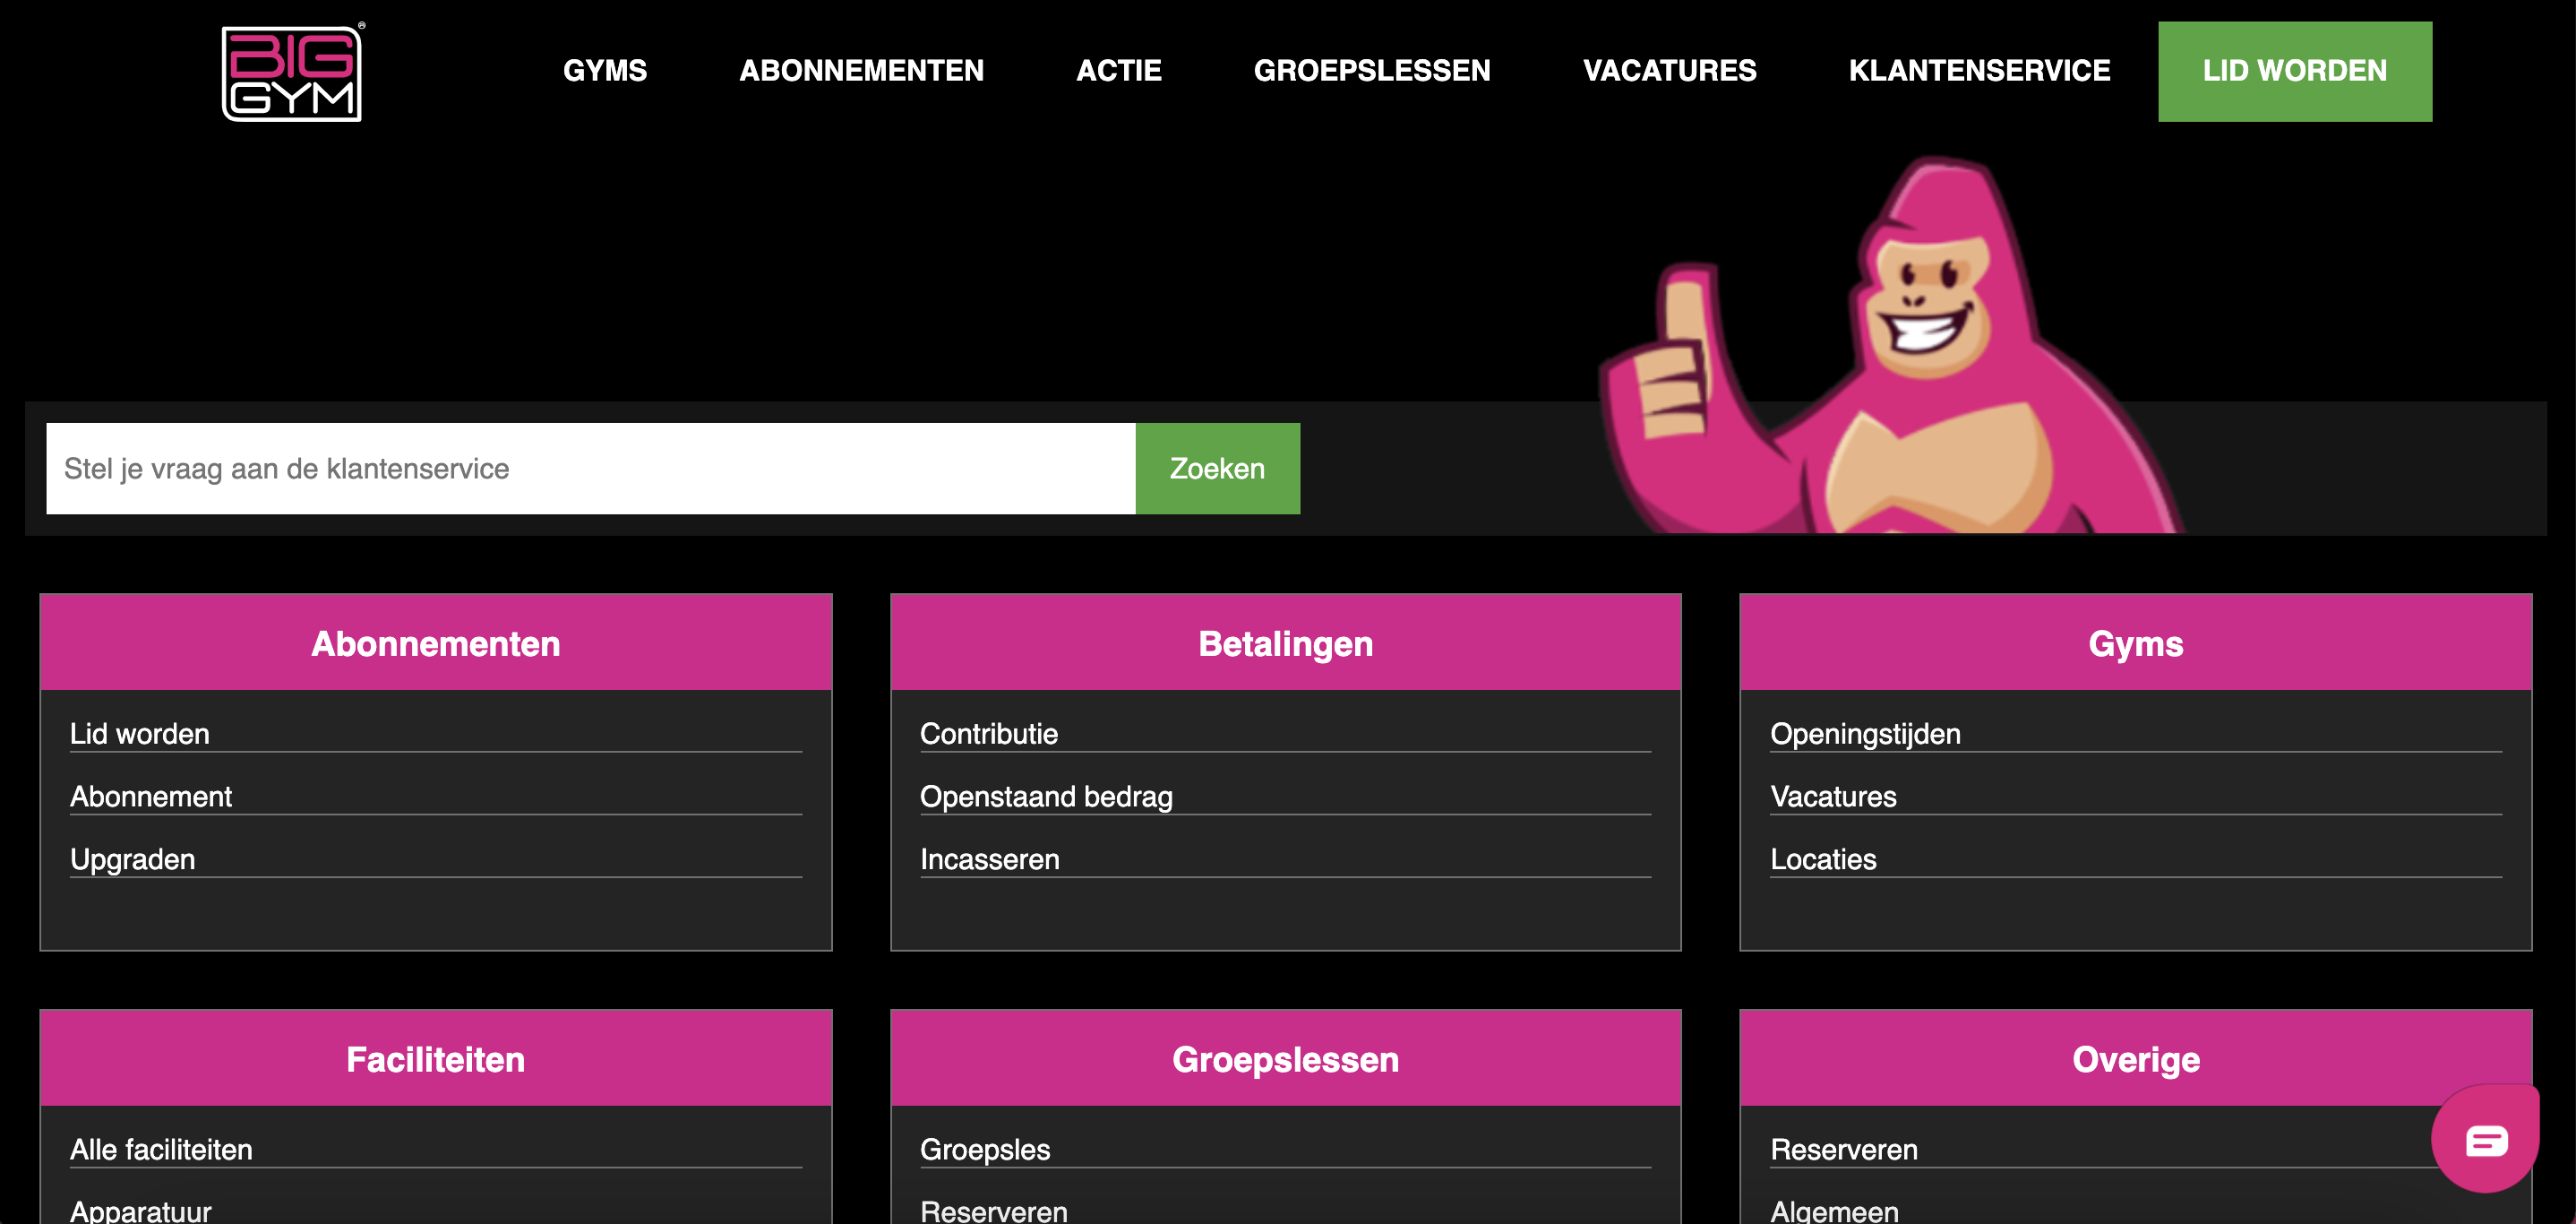 BIG
GYM
GYMS
ABONNEMENTEN
ACTIE
GROEPSLESSEN
VACATURES
KLANTENSERVICE
LID WORDEN
Stel je vraag aan de klantenservice
Zoeken
Abonnementen
Lid worden
Abonnement
Upgraden
Betalingen
Contributie
Openstaand bedrag
Incasseren
Gyms
Openingstijden
Vacatures
Locaties
Faciliteiten
Alle faciliteiten
Apparatuur
Groepslessen
Groepsles
Reserveren
Overige
Reserveren
Algemeen